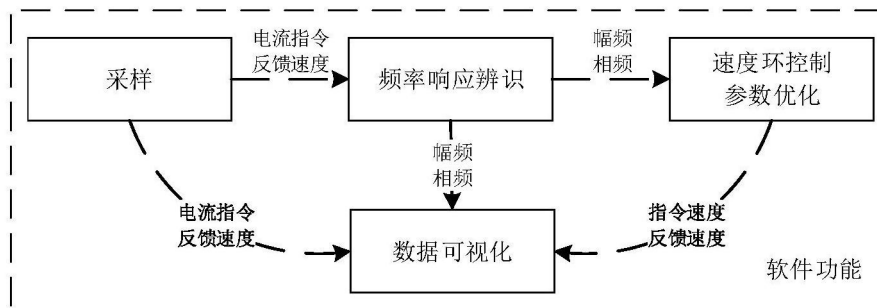 采样
电流指令
反馈速度
频率响应辨识
幅频
相频
速度环控制
参数优化
幅频
相频
电流指令
反馈速度
数据可视化
指令速度
反馈速度
软件功能